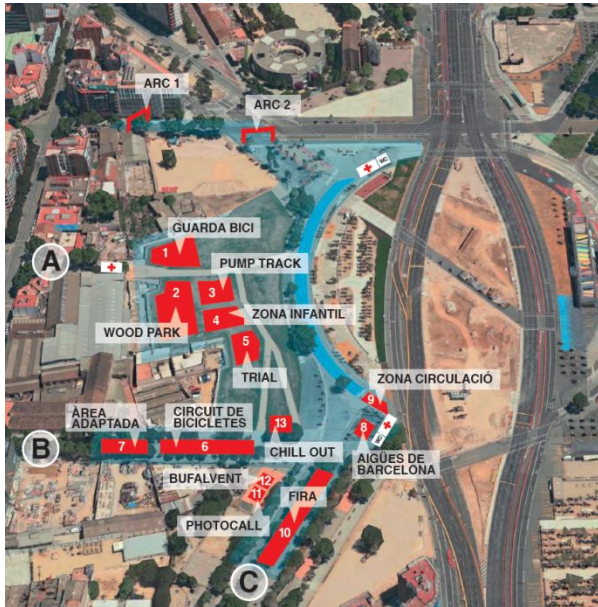 ARC 1
ARC 2
WC
GUARDA BICI
1
A
PUMP TRACK
2
3
ZONA INFANTIL
4
WOOD PARK
5
TRIAL
ZONA CIRCULACIÓ
9
ÀREA
ADAPTADA
CIRCUIT DE
BICICLETES
13
8
WC
B
7
6
CHILL OUT
AIGÜES DE
BARCELONA
BUFALVENT
12
11
FIRA
PHOTOCALL
10
C